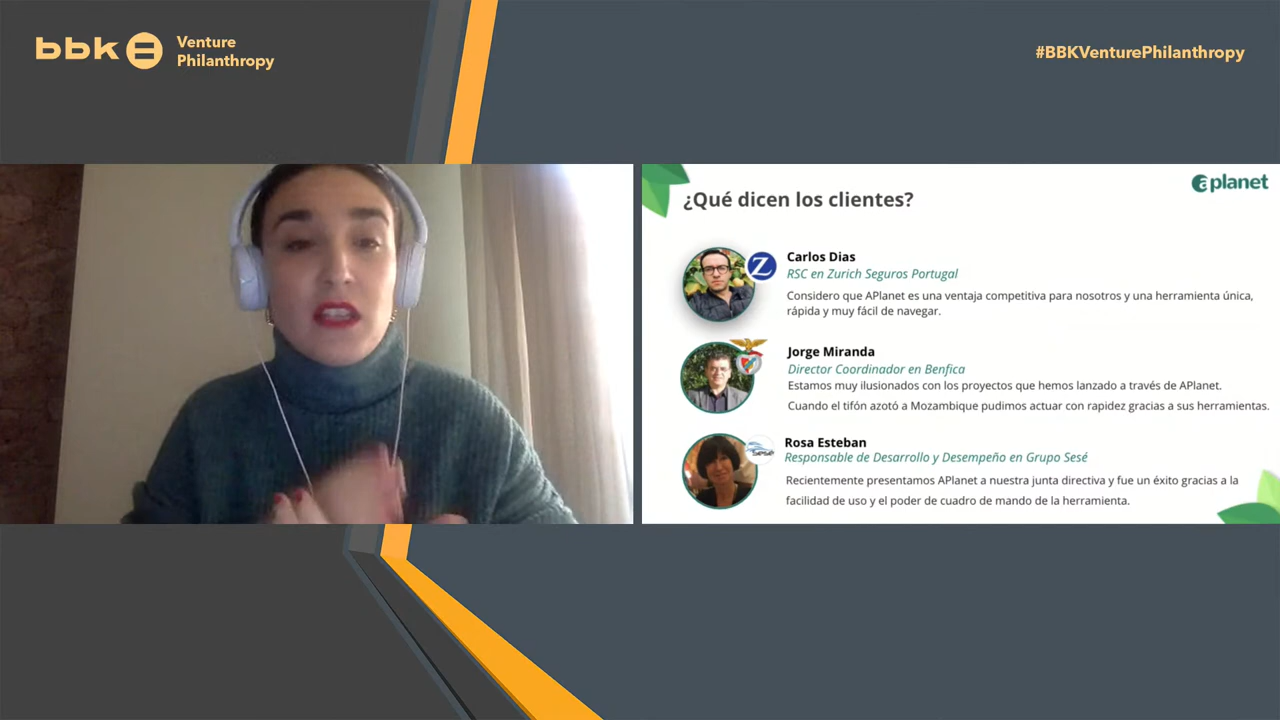 bbk
Venture
Philanthropy
#BBKVenturePhilanthropy
aplanet
¿Qué dicen los clientes?
Z
Carlos Dias
RSC en Zurich Seguros Portugal
Considero que APlanet es una ventaja competitiva para nosotros y una herramienta única,
rápida y muy fácil de navegar.
Jorge Miranda
Director Coordinador en Benfica
Estamos muy ilusionados con los proyectos que hemos lanzado a través de APlanet.
Cuando el tifón azotó a Mozambique pudimos actuar con rapidez gracias a sus herramientas.
Rosa Esteban
Responsable de Desarrollo y Desempeño en Grupo Sesé
Recientemente presentamos APlanet a nuestra junta directiva y fue un éxito gracias a la
facilidad de uso y el poder de cuadro de mando de la herramienta.